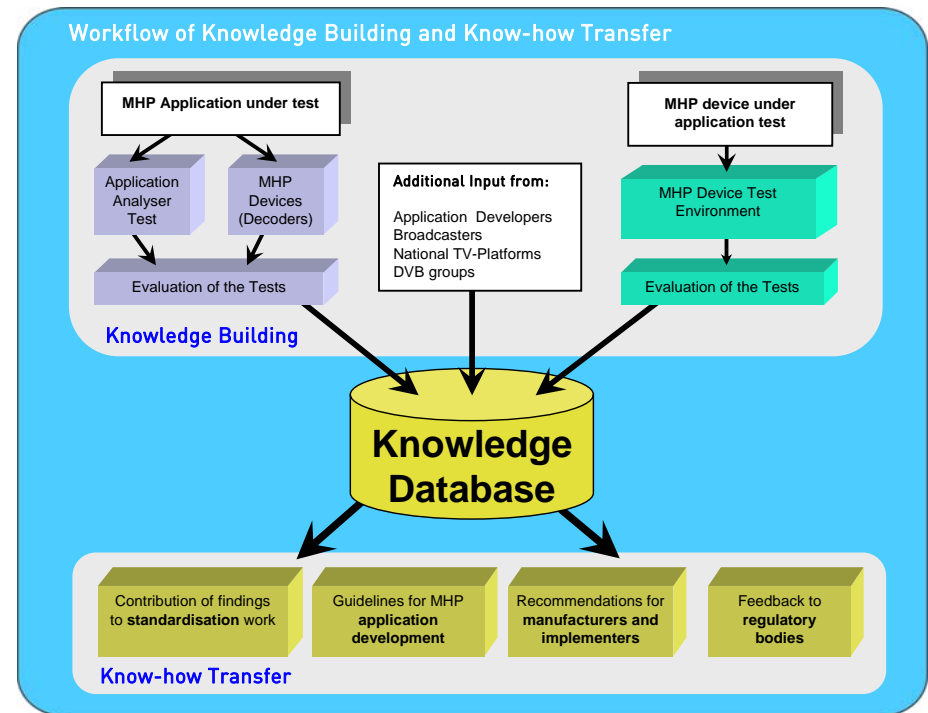 Workflow of Knowledge Building and Know-how Transfer
MHP Application under test
MHP device under
application test
Application
Analyser
Test
MHP
Devices
(Decoders)
Additional Input from:
Application Developers
Broadcasters
National TV-Platforms
DVB groups
MHP Device Test
Environment
Evaluation of the Tests
Evaluation of the Tests
Knowledge Building
Knowledge
Database
Contribution of findings
to standardisation work
Guidelines for MHP
application
development
Recommendations for
manufacturers and
implementers
Feedback to
regulatory
bodies
Know-how Transfer